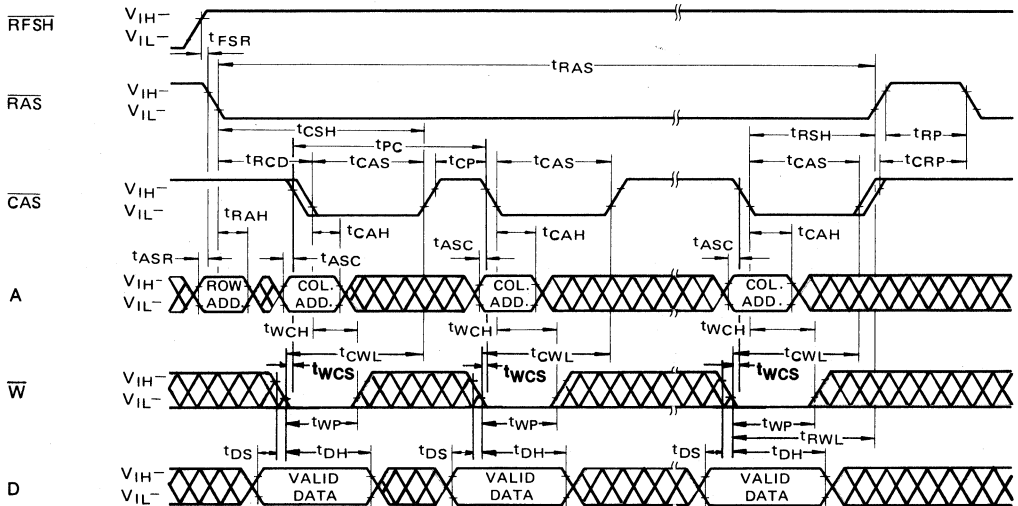 RFSH
VIH–
VIL–
tFSR
tRAS
RAS
VIH–
VIL–
tCSH
tRSH
tRP
tPC
tRCD
tCAS
tCP
tCAS
tCAS
tCRP
CAS
VIH–
VIL–
tRAH
tCAH
tCAH
tCAH
tASR
tASC
tASC
tASC
A
VIH–
VIL–
ROW ADD.
COL. ADD.
COL. ADD.
COL. ADD.
tWCH
tWCH
tWCH
tCWL
tCWL
tCWL
tWCS
tWCS
tWCS
W
VIH–
VIL–
tWP
tWP
tWP
tRWL
tDS
tDH
tDS
tDH
tDS
tDH
D
VIH–
VIL–
VALID DATA
VALID DATA
VALID DATA